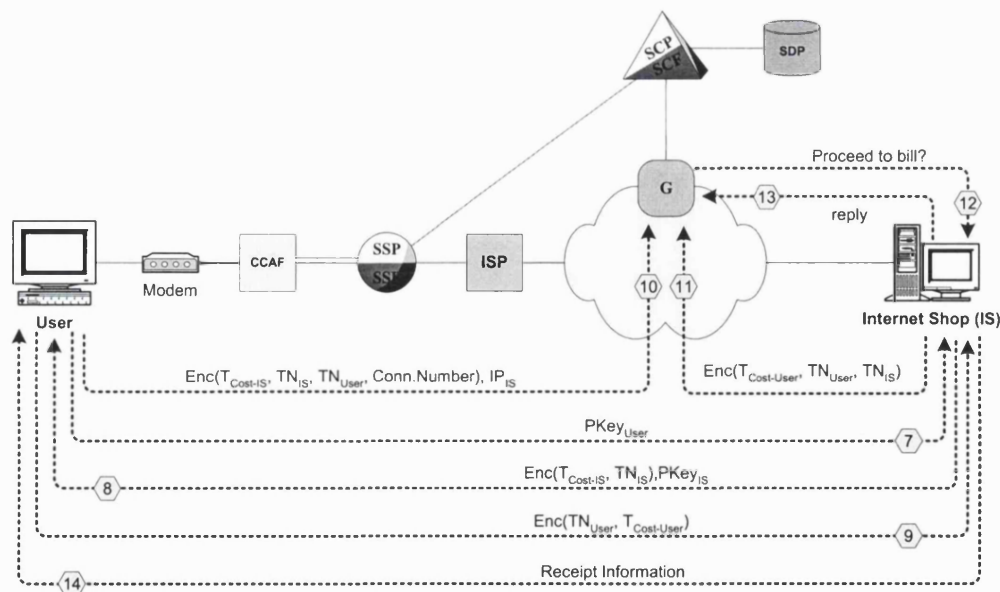 SCP
SCF
SDP
Proceed to bill?
G
13
12
reply
CCAF
SSP
SSF
ISP
10
11
Modem
User
Internet Shop (IS)
Enc(T_Cost-IS, TN_IS, TN_User, Conn.Number), IP_IS
Enc(T_Cost-User, TN_User, TN_IS)
PKey_User
7
8
Enc(T_Cost-IS, TN_IS),PKey_IS
Enc(TN_User, T_Cost-User)
9
14
Receipt Information